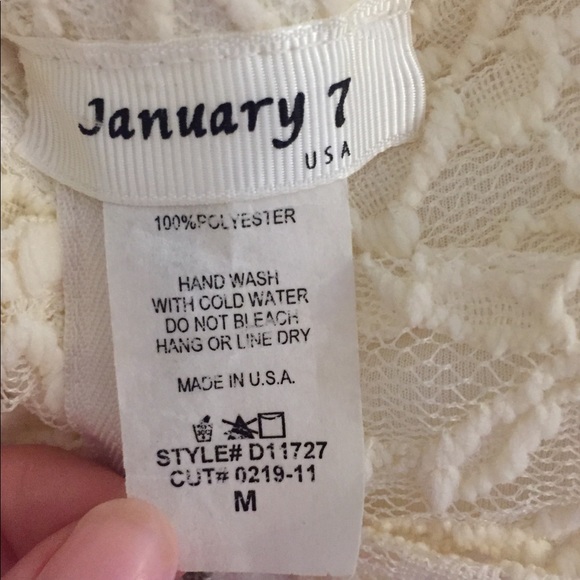 January 7
USA
100%POLYESTER
HAND WASH
WITH COLD WATER
DO NOT BLEACH
HANG OR LINE DRY
MADE IN U.S.A.
STYLE# D11727
CUT# 0219-11
M